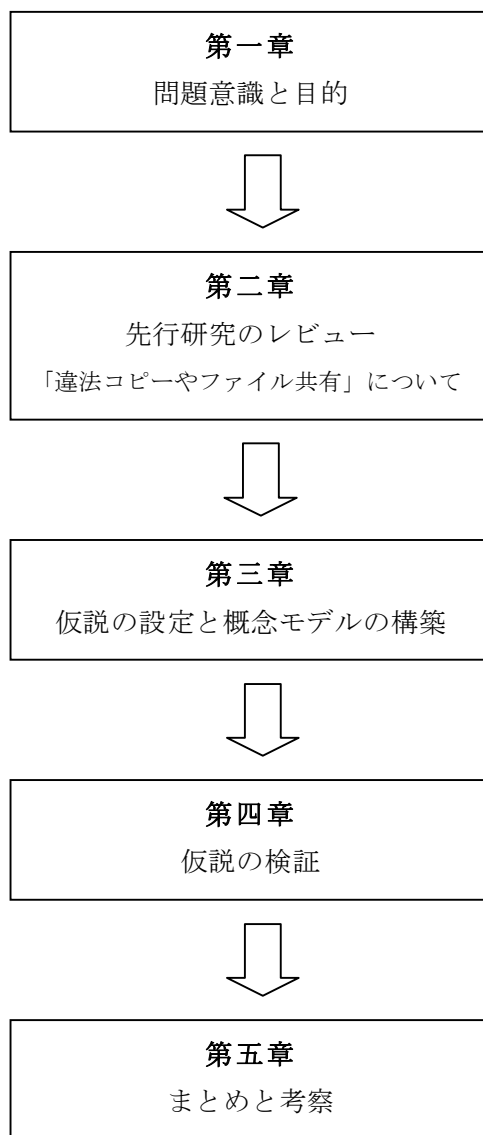 第一章
問題意識と目的
第二章
先行研究のレビュー
「違法コピーやファイル共有」について
第三章
仮説の設定と概念モデルの構築
第四章
仮説の検証
第五章
まとめと考察